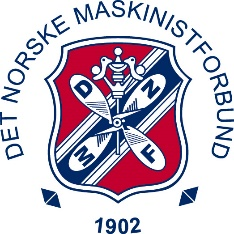 DET NORSKE MASKINISTFORBUND
D N
M F
1902